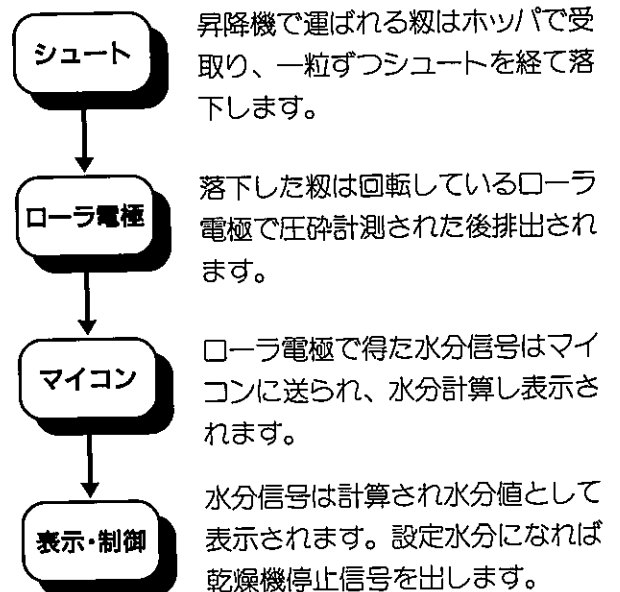 シュート
昇降機で運ばれる籾はホッパで受
取り、一粒ずつシュートを経て落
下します。
ローラ電極
落下した籾は回転しているローラ
電極で圧砕計測された後排出され
ます。
マイコン
ローラ電極で得た水分信号はマイ
コンに送られ、水分計算し表示さ
れます。
表示・制御
水分信号は計算され水分値として
表示されます。設定水分になれば
乾燥機停止信号を出します。